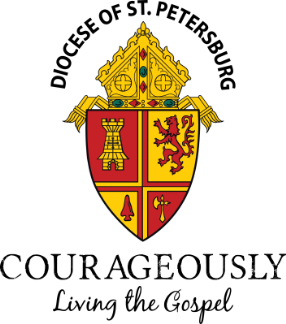 DIOCESE OF ST. PETERSBURG
COURAGEOUSLY
Living the Gospel